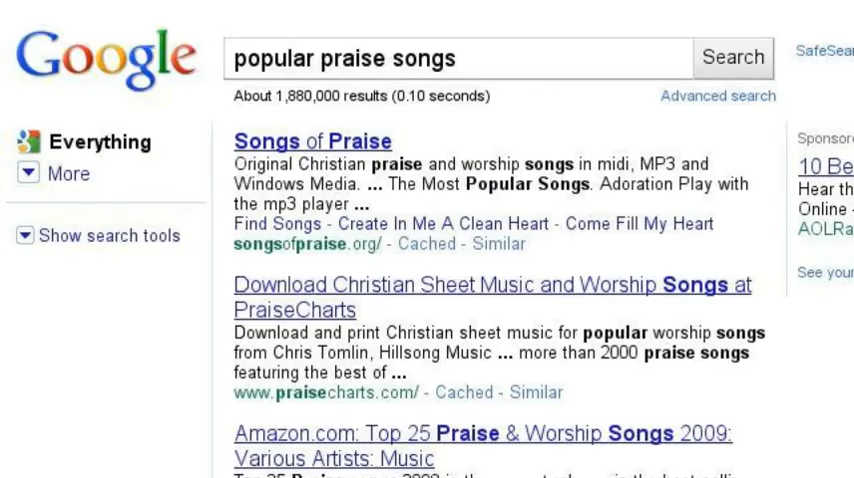 Google
popular praise songs
Search
SafeSear
About 1,880,000 results (0.10 seconds)
Advanced search
Everything
More
Show search tools
Songs of Praise
Original Christian praise and worship songs in midi, MP3 and
Windows Media. ... The Most Popular Songs. Adoration Play with
the mp3 player ...
Find Songs - Create In Me A Clean Heart - Come Fill My Heart
songsofpraise.org/ - Cached - Similar
Download Christian Sheet Music and Worship Songs at
PraiseCharts
Download and print Christian sheet music for popular worship songs
from Chris Tomlin, Hillsong Music ... more than 2000 praise songs
featuring the best of ...
www.praisecharts.com/ - Cached - Similar
Amazon.com: Top 25 Praise & Worship Songs 2009:
Various Artists: Music
Sponsore
10 Be
Hear th
Online -
AOLRa
See your